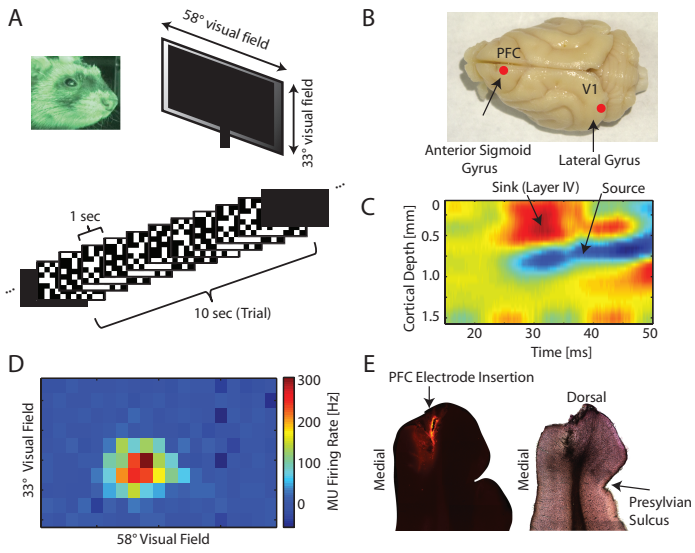 A
58° visual field
33° visual field
1 sec
...
...
10 sec (Trial)
B
PFC
V1
Anterior Sigmoid
Gyrus
Lateral Gyrus
C
Sink (Layer IV)
Source
0
0.5
1.0
1.5
Cortical Depth [mm]
20
30
40
50
Time [ms]
D
33° Visual Field
58° Visual Field
300
200
100
0
MU Firing Rate [Hz]
E
PFC Electrode Insertion
Dorsal
Medial
Medial
Presylvian
Sulcus